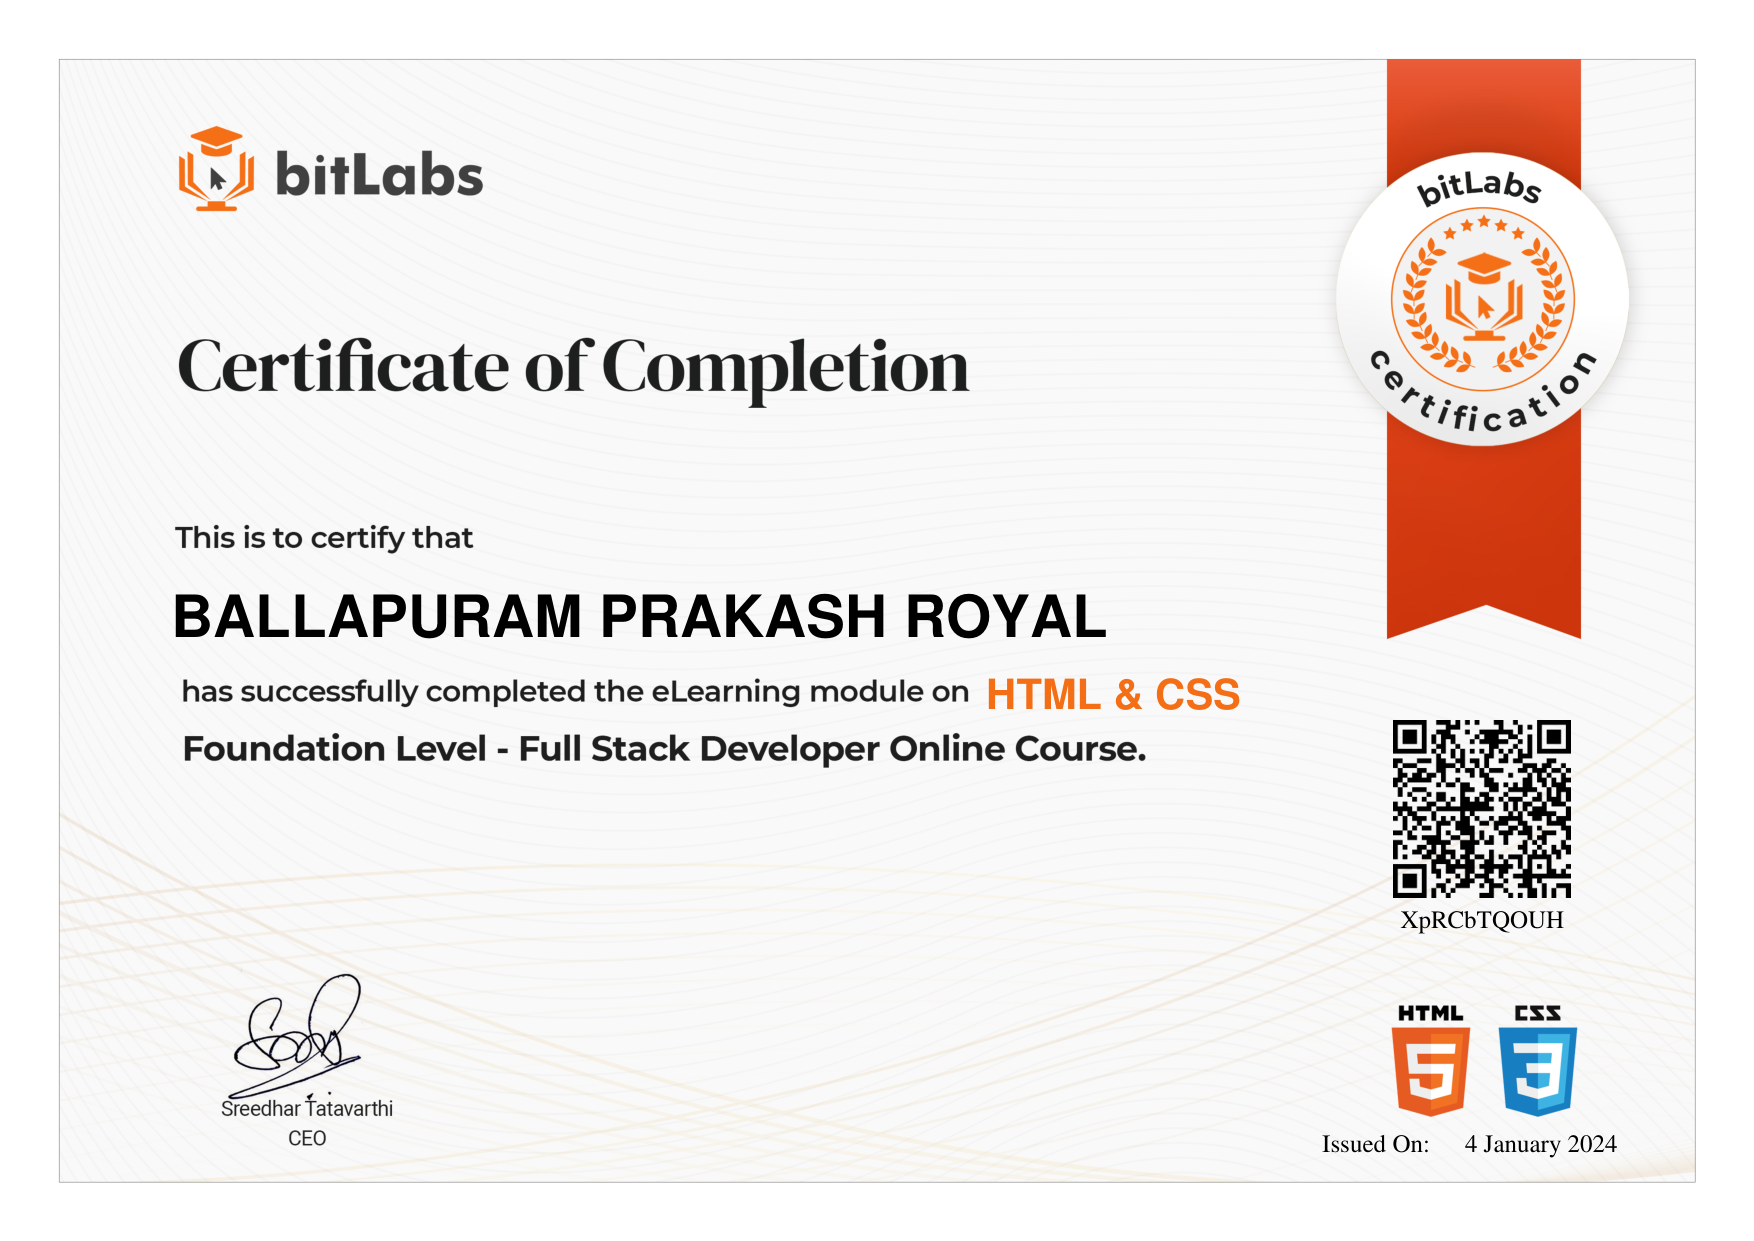 bitLabs
bitLabs
certification
Certificate of Completion
This is to certify that
BALLAPURAM PRAKASH ROYAL
has successfully completed the eLearning module on HTML & CSS
Foundation Level - Full Stack Developer Online Course.
XpRCbTQOUH
HTML CSS
5 3
Sreedhar Tatavarthi
CEO
Issued On: 4 January 2024